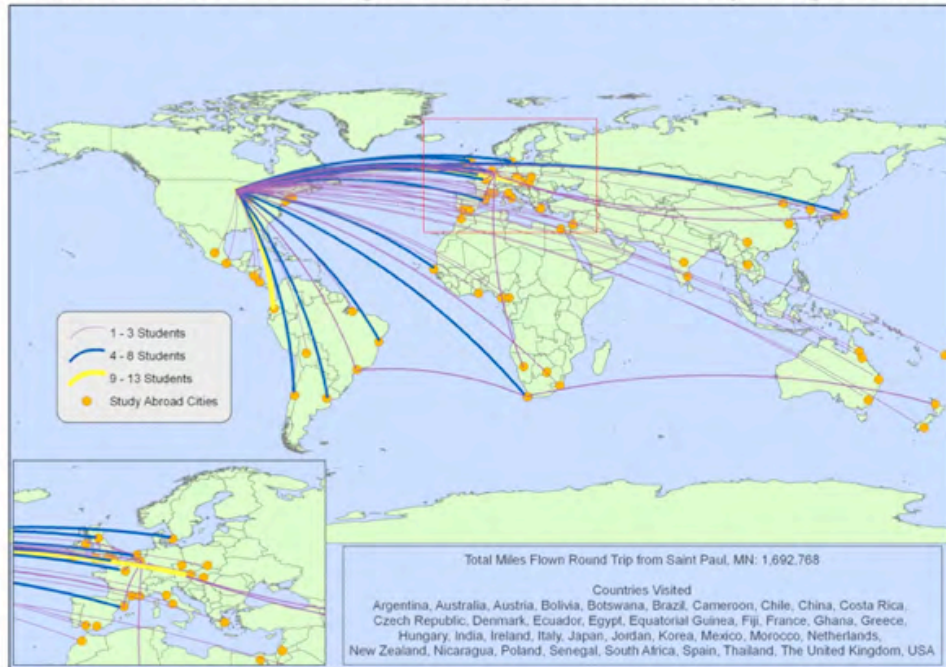 1 - 3 Students
4 - 8 Students
9 - 13 Students
Study Abroad Cities
Total Miles Flown Round Trip from Saint Paul, MN: 1,692,768
Countries Visited
Argentina, Australia, Austria, Bolivia, Botswana, Brazil, Cameroon, Chile, China, Costa Rica,
Czech Republic, Denmark, Ecuador, Egypt, Equatorial Guinea, Fiji, France, Ghana, Greece,
Hungary, India, Ireland, Italy, Japan, Jordan, Korea, Mexico, Morocco, Netherlands,
New Zealand, Nicaragua, Poland, Senegal, South Africa, Spain, Thailand, The United Kingdom, USA